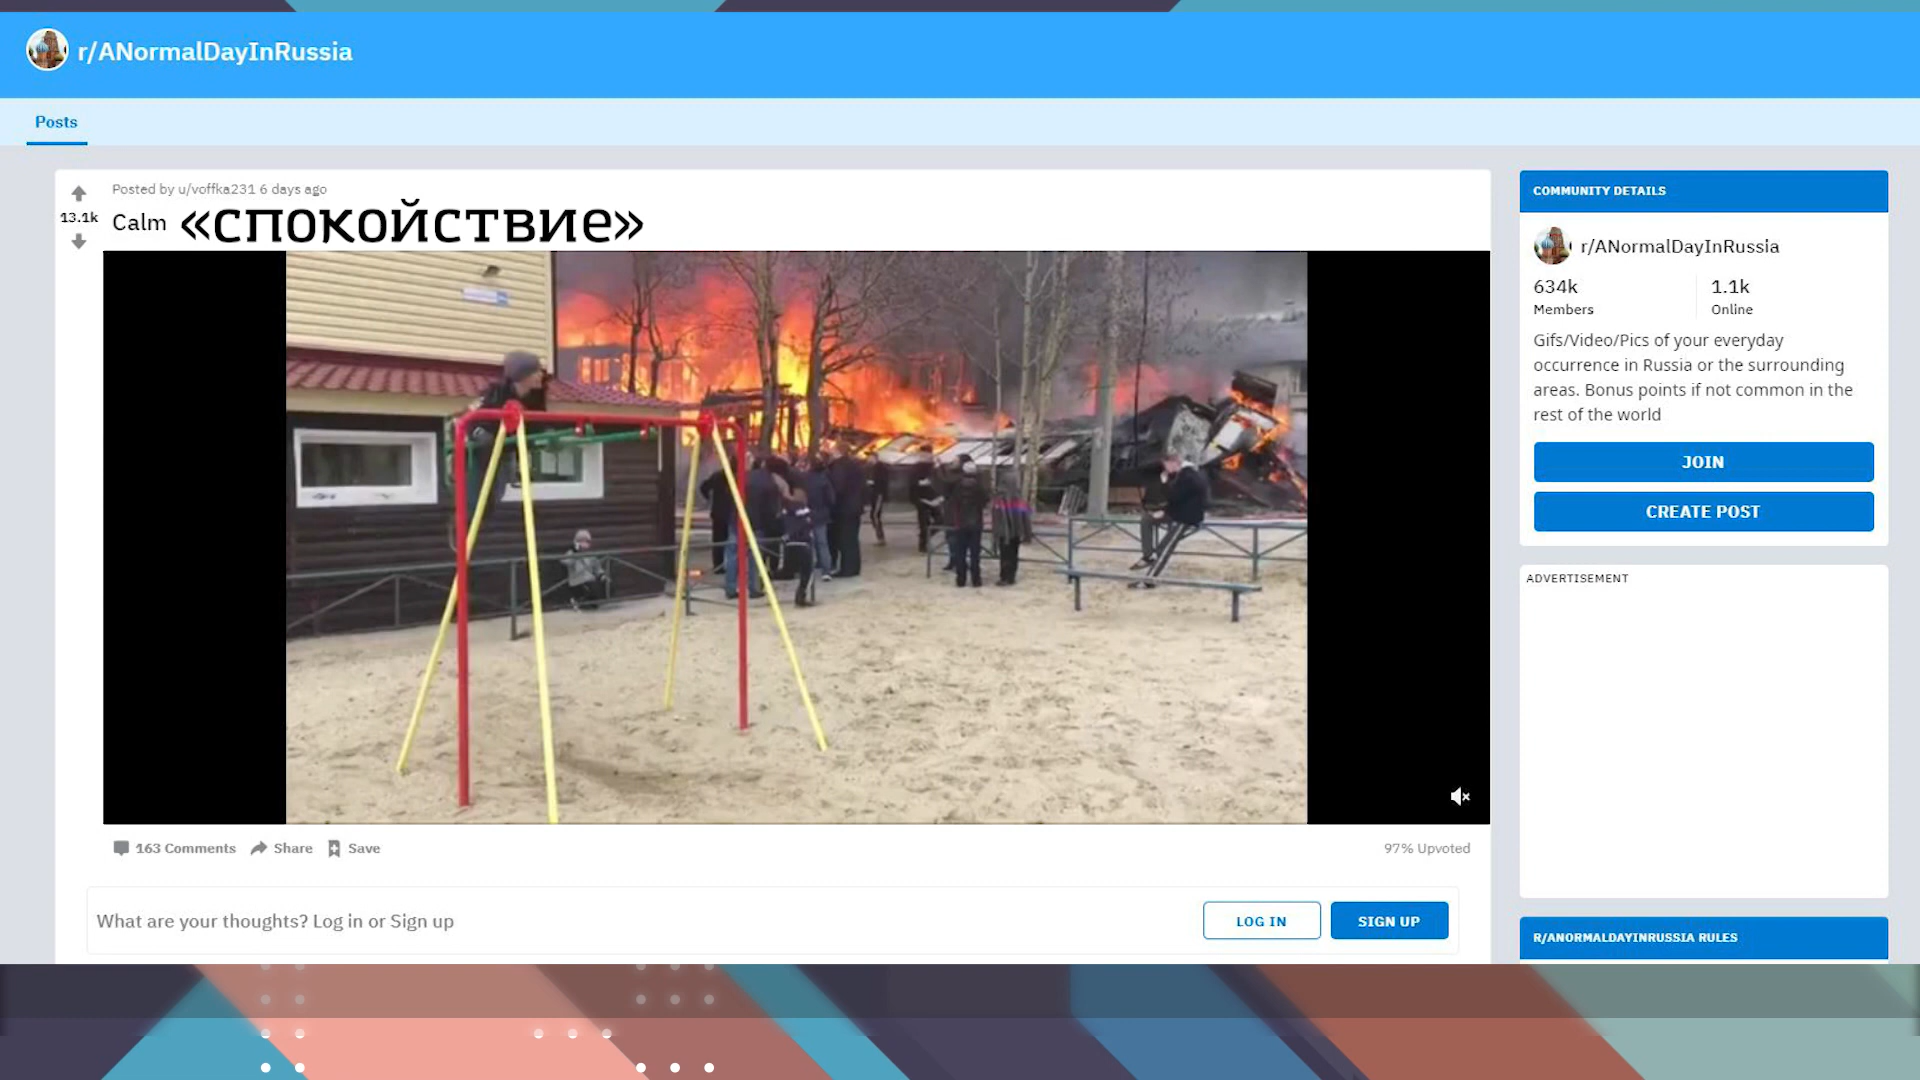 r/ANormalDayInRussia
Posts
Posted by u/voffka231 6 days ago
13.1k
Calm «спокойствие»
163 Comments Share Save
97% Upvoted
What are your thoughts? Log in or Sign up
LOG IN
SIGN UP
COMMUNITY DETAILS
r/ANormalDayInRussia
634k 1.1k
Members Online
Gifs/Video/Pics of your everyday
occurrence in Russia or the surrounding
areas. Bonus points if not common in the
rest of the world
JOIN
CREATE POST
ADVERTISEMENT
R/ANORMALDAYINRUSSIA RULES